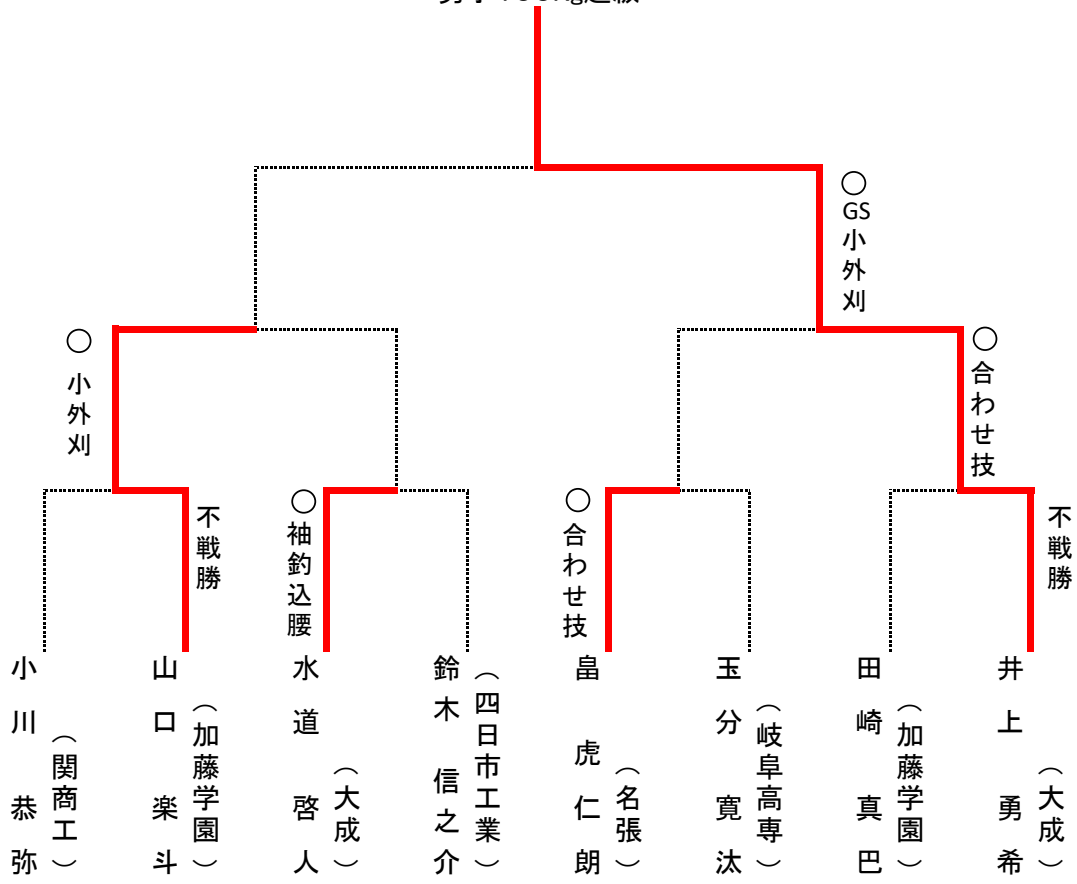 ○
GS小外刈
○
小外刈
○
合わせ技
不戦勝
○
袖釣込腰
○
合わせ技
不戦勝
小川 恭弥
（関商工）
山口 楽斗
（加藤学園）
水道 啓人
（大成）
鈴木 信之介
（四日市工業）
畠 虎仁朗
（名張）
玉分 寛汰
（岐阜高専）
田崎 真巴
（加藤学園）
井上 勇希
（大成）